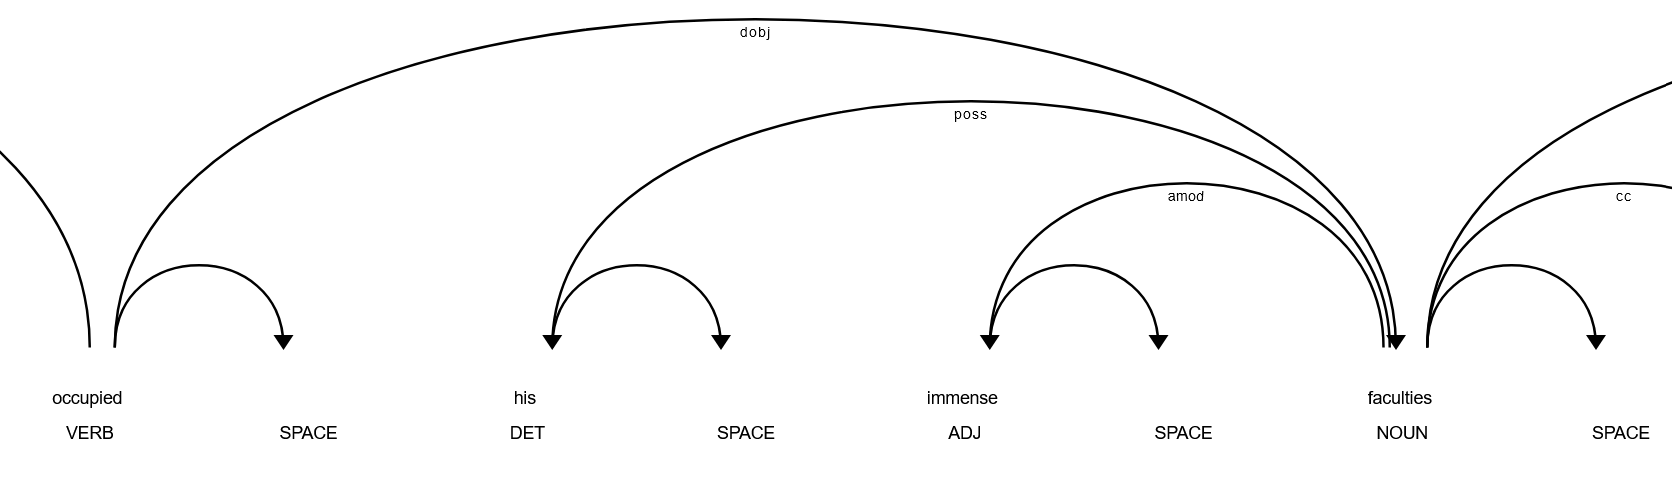 dobj
poss
amod
cc
occupied his immense faculties
VERB SPACE DET SPACE ADJ SPACE NOUN SPACE